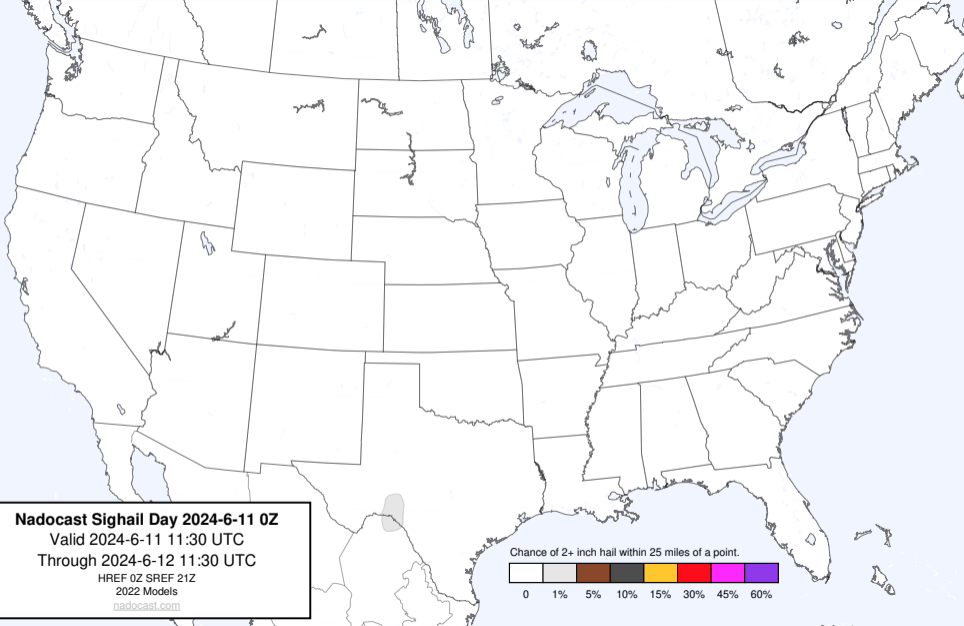 Nadocast Sighail Day 2024-6-11 0Z
Valid 2024-6-11 11:30 UTC
Through 2024-6-12 11:30 UTC
HREF 0Z SREF 21Z
2022 Models
nadocast.com
Chance of 2+ inch hail within 25 miles of a point.
0 1% 5% 10% 15% 30% 45% 60%